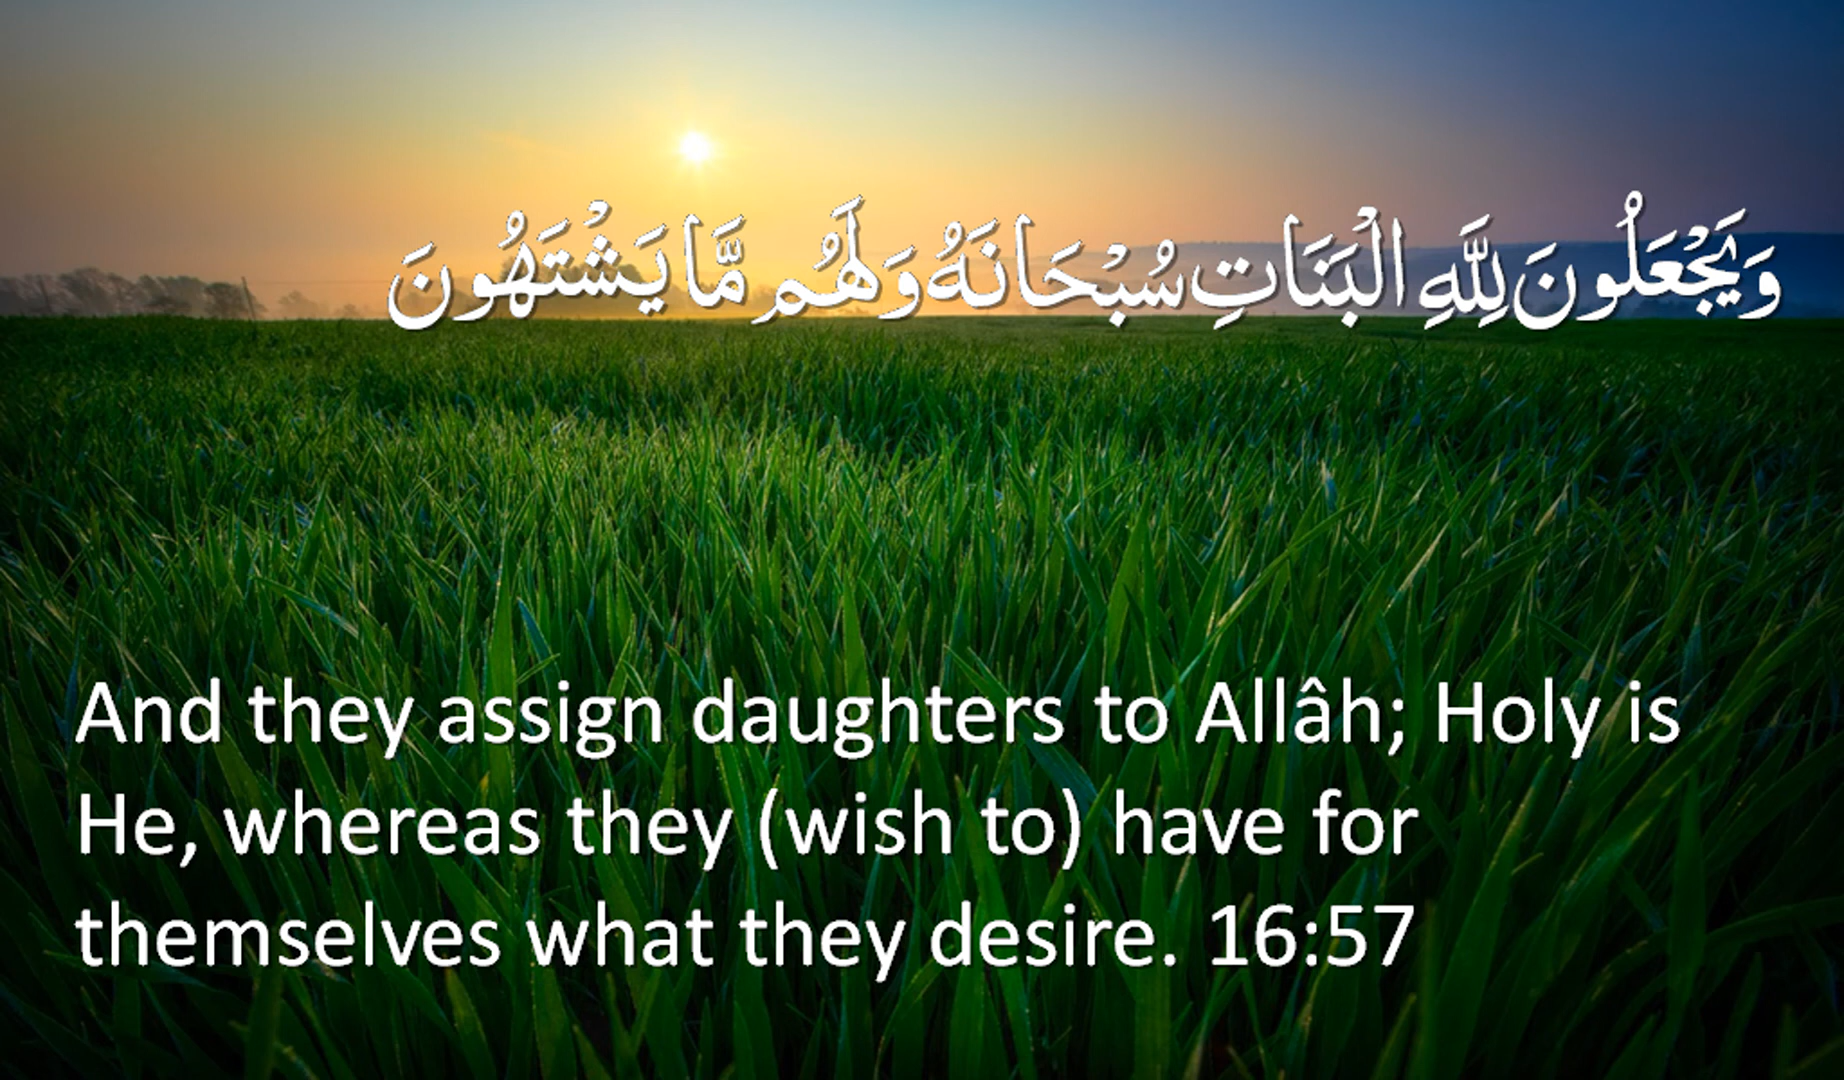 وَيَجْعَلُونَ لِلَّهِ الْبَنَاتِ سُبْحَانَهُ وَلَهُم مَّا يَشْتَهُونَ
And they assign daughters to Allâh; Holy is
He, whereas they (wish to) have for
themselves what they desire. 16:57